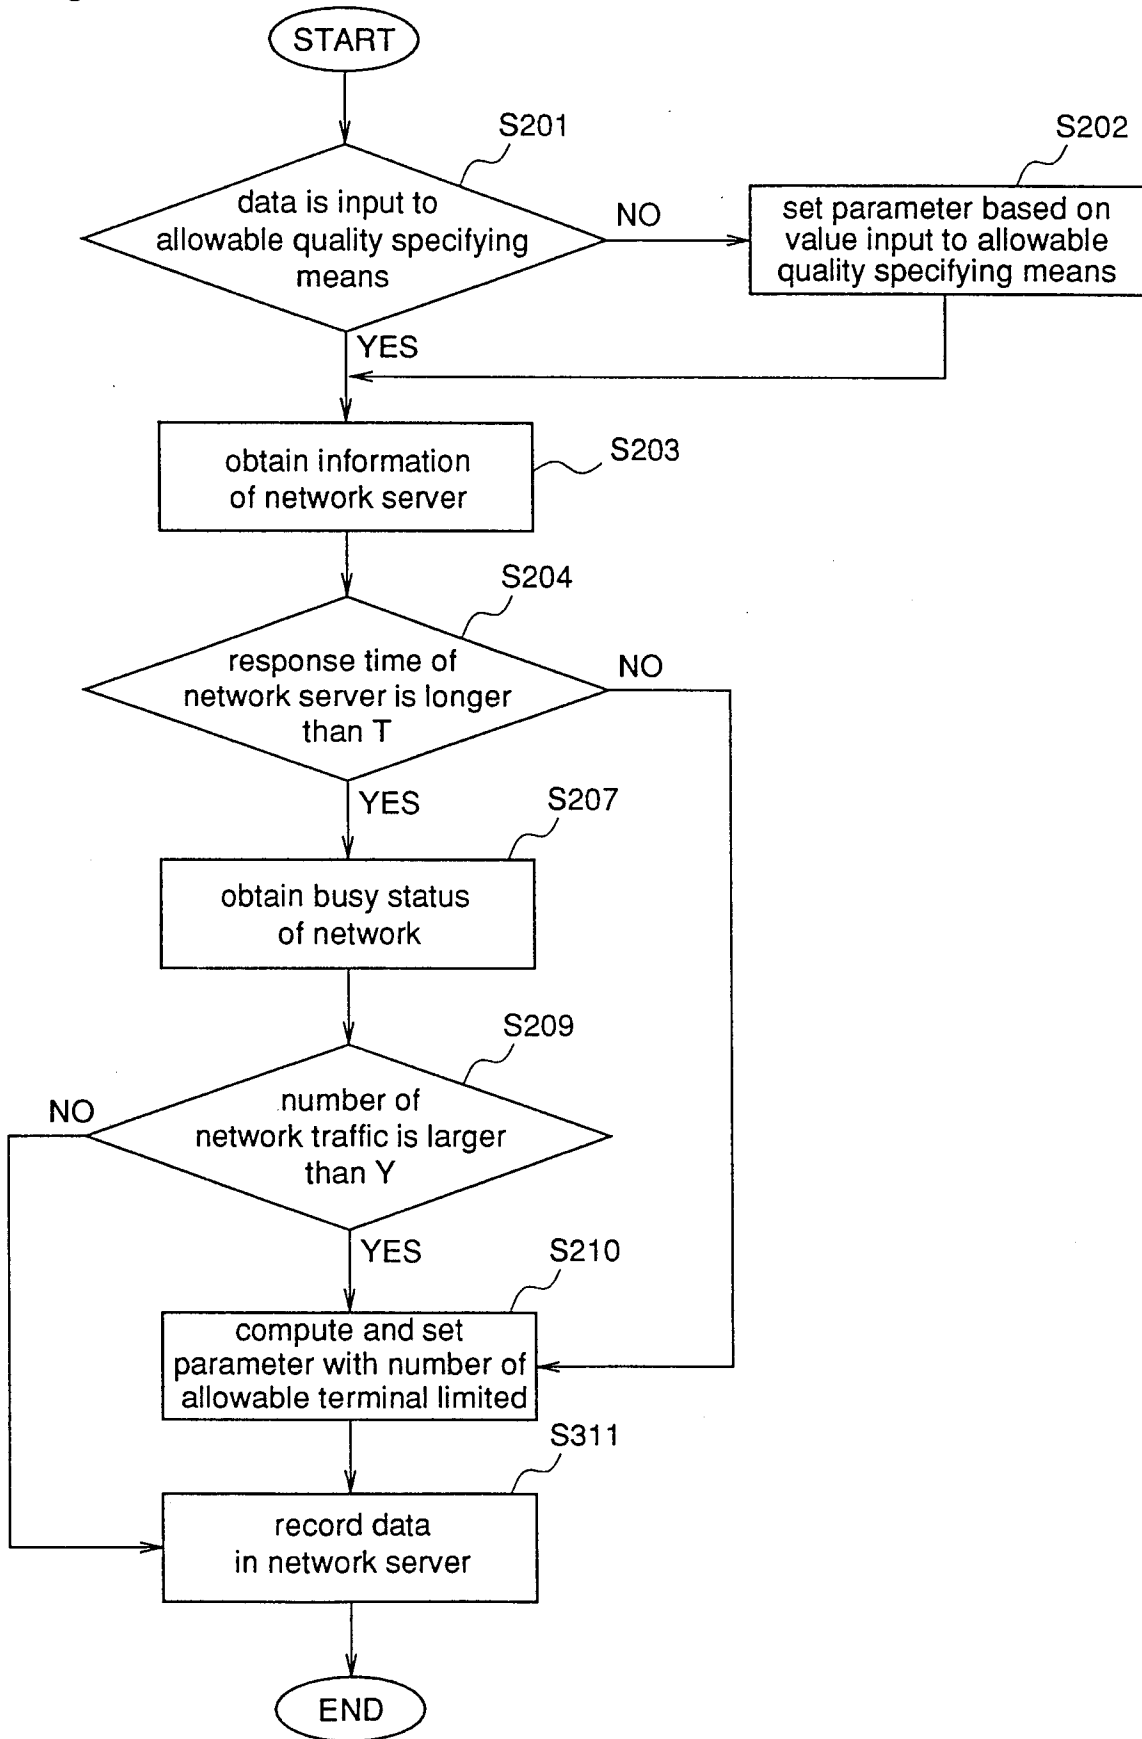 START
S201
data is input to
allowable quality specifying
means
NO
S202
set parameter based on
value input to allowable
quality specifying means
YES
S203
obtain information
of network server
S204
response time of
network server is longer
than T
NO
YES
S207
obtain busy status
of network
S209
number of
network traffic is larger
than Y
NO
YES
S210
compute and set
parameter with number of
allowable terminal limited
S311
record data
in network server
END